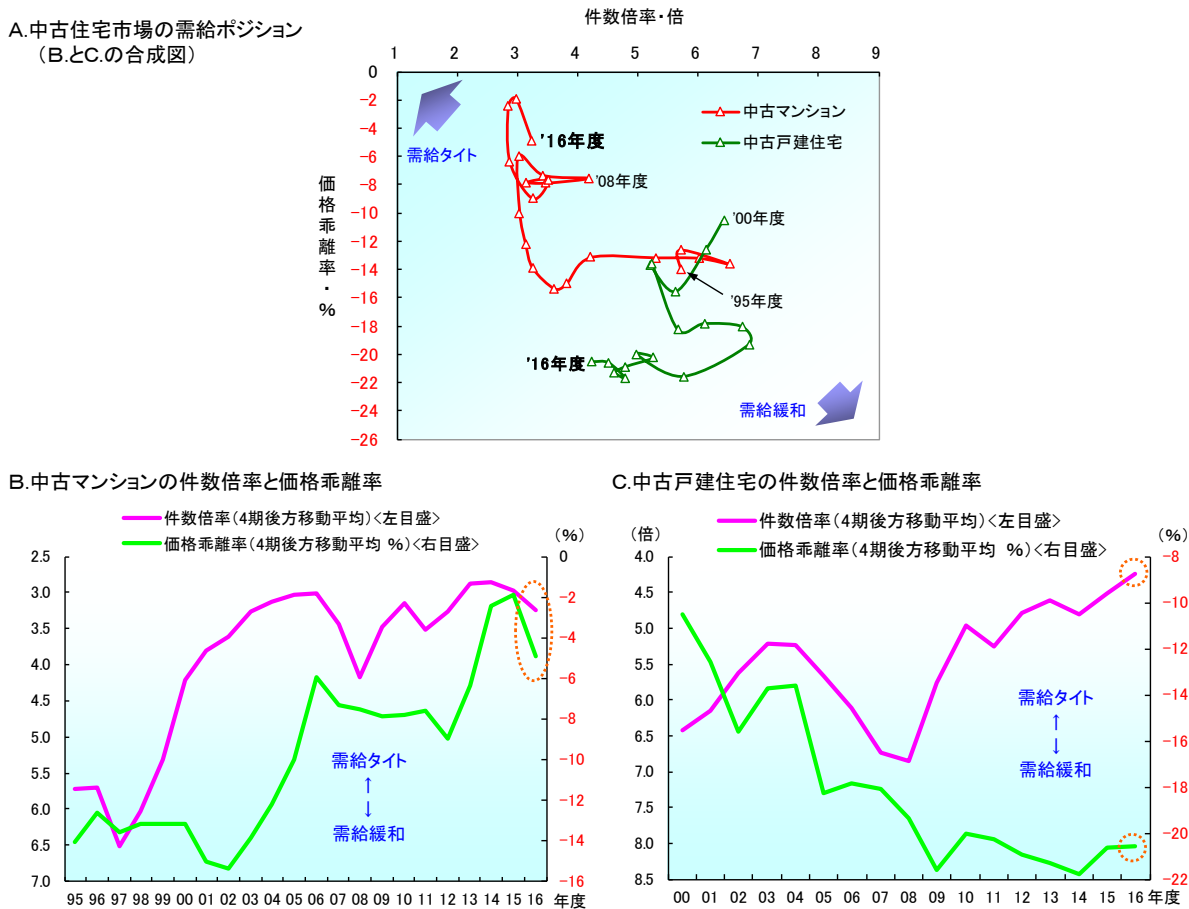 A.中古住宅市場の需給ポジション
（B.とC.の合成図）
件数倍率・倍
1 2 3 4 5 6 7 8 9
0
-2
-4
-6
-8
-10
-12
-14
-16
-18
-20
-22
-24
-26
価格乖離率・%
需給タイト
中古マンション
中古戸建住宅
'16年度
'08年度
'00年度
'95年度
'16年度
需給緩和
B.中古マンションの件数倍率と価格乖離率
件数倍率（4期後方移動平均）<左目盛>
価格乖離率（4期後方移動平均 %）<右目盛>
(%)
2.5
3.0
3.5
4.0
4.5
5.0
5.5
6.0
6.5
7.0
0
-2
-4
-6
-8
-10
-12
-14
-16
需給タイト
↑
↓
需給緩和
95 96 97 98 99 00 01 02 03 04 05 06 07 08 09 10 11 12 13 14 15 16 年度
C.中古戸建住宅の件数倍率と価格乖離率
件数倍率（4期後方移動平均）<左目盛>
価格乖離率（4期後方移動平均 %）<右目盛>
(倍)
(%)
4.0
4.5
5.0
5.5
6.0
6.5
7.0
7.5
8.0
8.5
-8
-10
-12
-14
-16
-18
-20
-22
需給タイト
↑
↓
需給緩和
00 01 02 03 04 05 06 07 08 09 10 11 12 13 14 15 16 年度